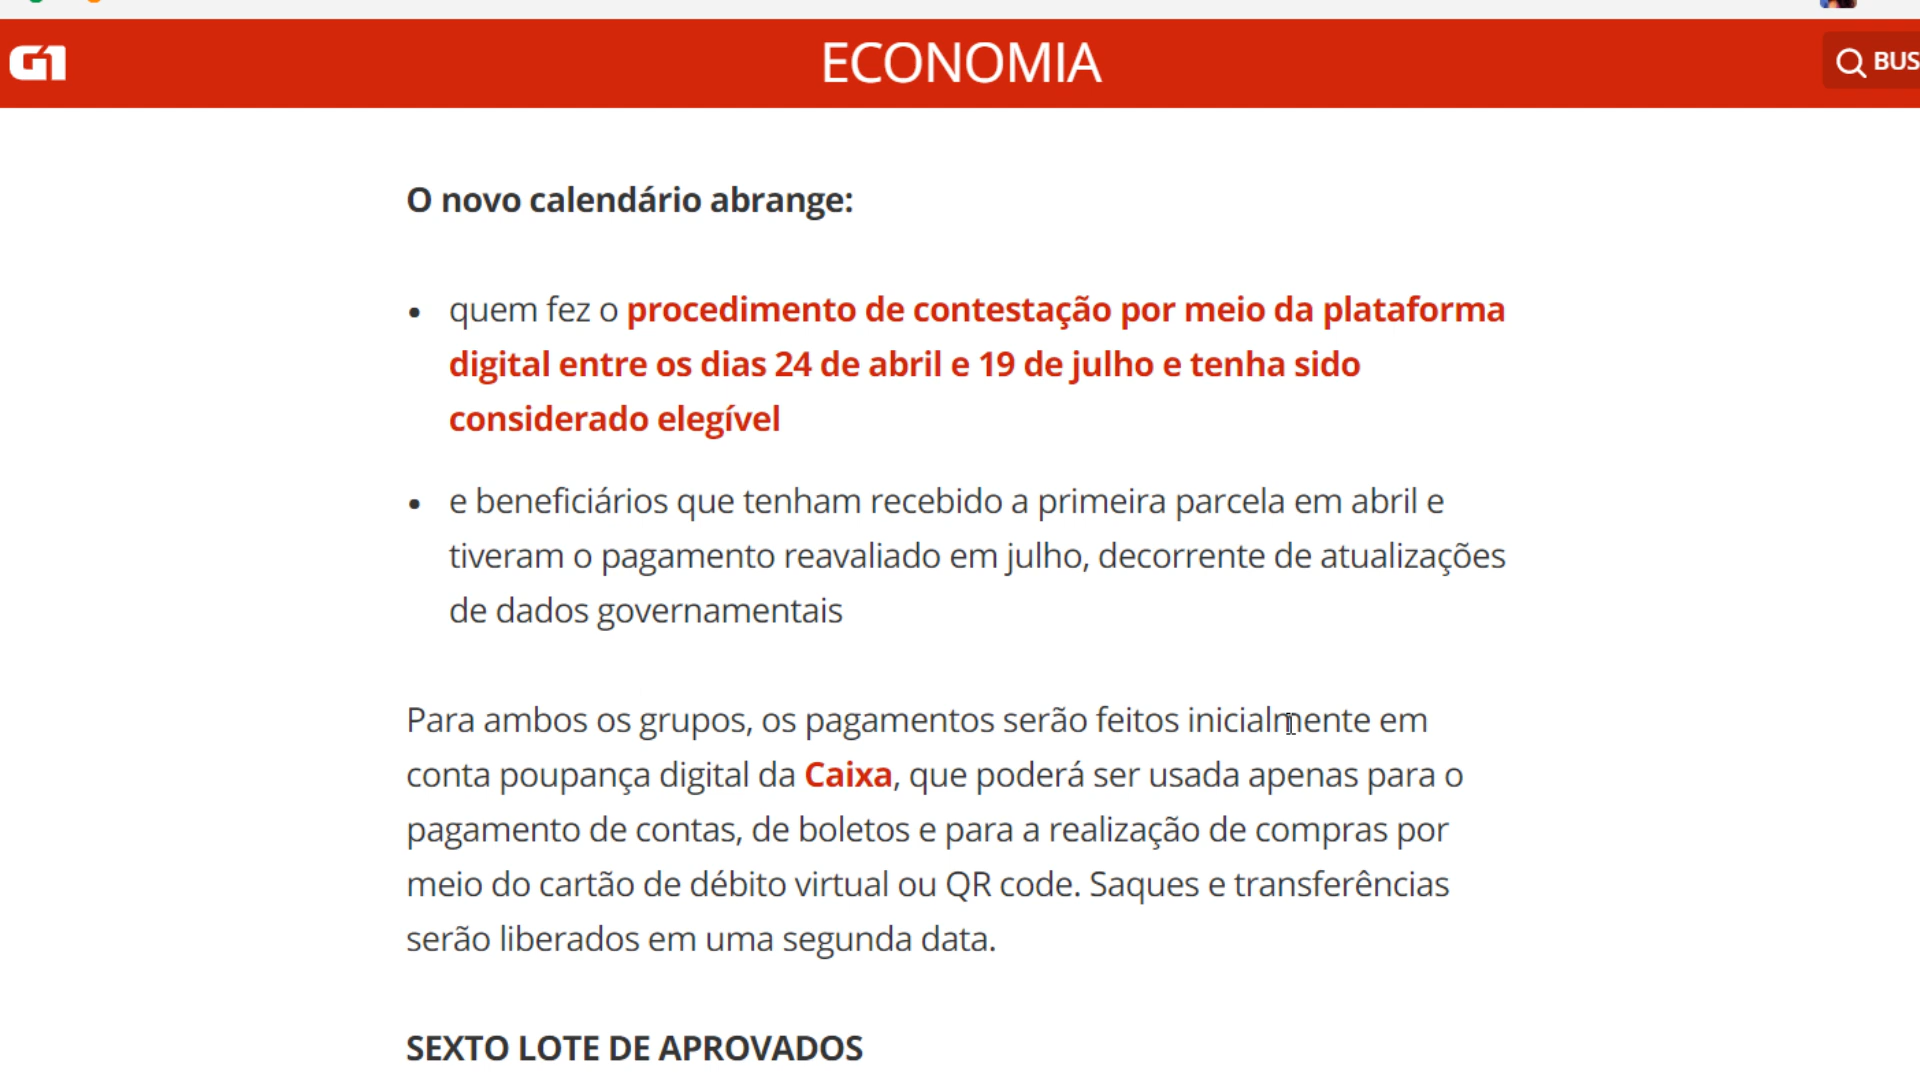 G1
ECONOMIA
BUS
O novo calendário abrange:
• quem fez o procedimento de contestação por meio da plataforma
digital entre os dias 24 de abril e 19 de julho e tenha sido
considerado elegível
• e beneficiários que tenham recebido a primeira parcela em abril e
tiveram o pagamento reavaliado em julho, decorrente de atualizações
de dados governamentais
Para ambos os grupos, os pagamentos serão feitos inicialmente em
conta poupança digital da Caixa, que poderá ser usada apenas para o
pagamento de contas, de boletos e para a realização de compras por
meio do cartão de débito virtual ou QR code. Saques e transferências
serão liberados em uma segunda data.
SEXTO LOTE DE APROVADOS